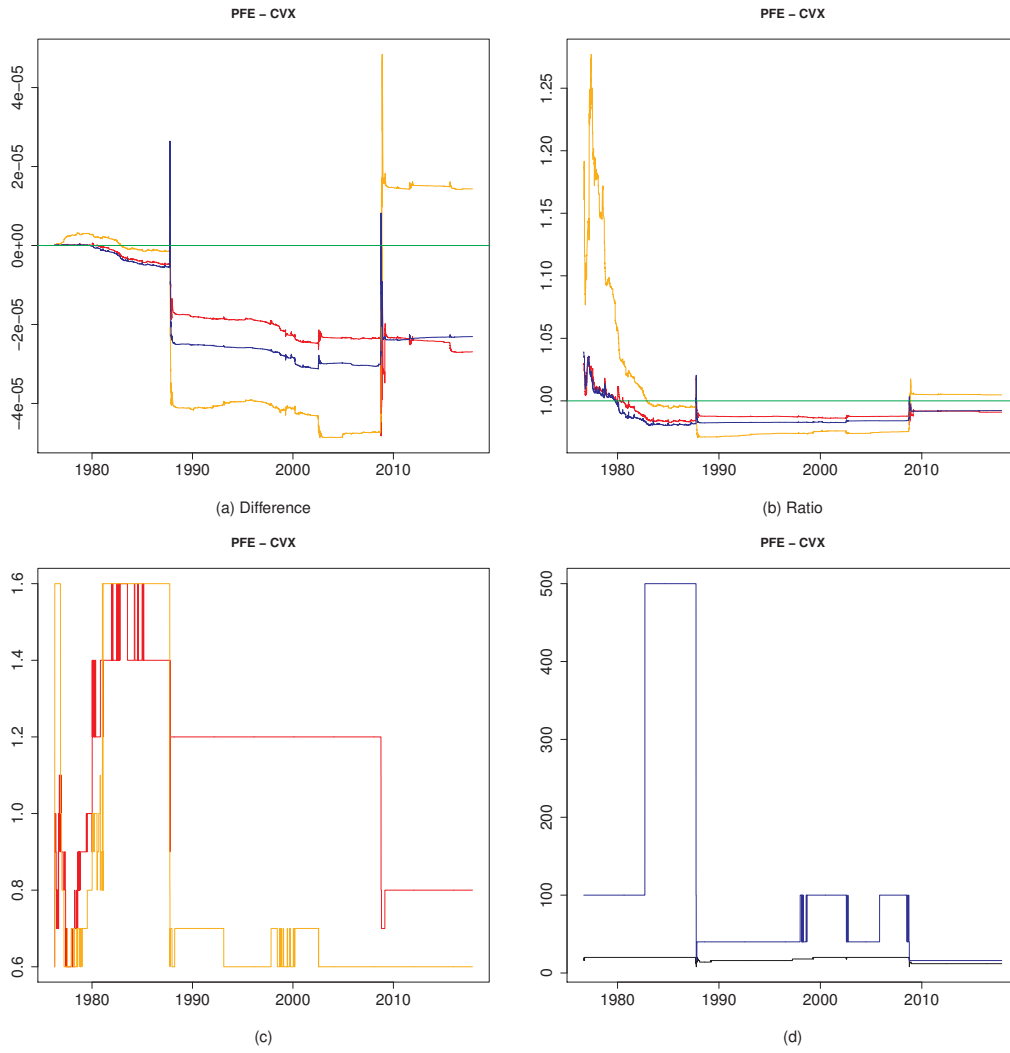 PFE – CVX
4e−05
2e−05
0e+00
−2e−05
−4e−05
1980 1990 2000 2010
(a) Difference
PFE – CVX
1.25
1.20
1.15
1.10
1.05
1.00
1980 1990 2000 2010
(b) Ratio
PFE – CVX
1.6
1.4
1.2
1.0
0.8
0.6
1980 1990 2000 2010
(c)
PFE – CVX
500
400
300
200
100
0
1980 1990 2000 2010
(d)